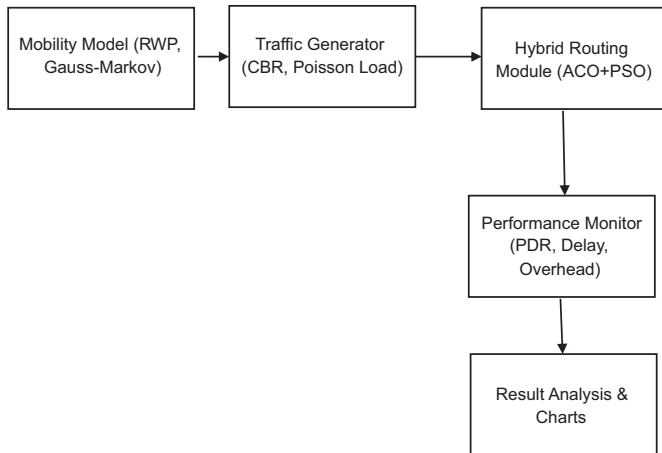 Mobility Model (RWP,
Gauss-Markov)
Traffic Generator
(CBR, Poisson Load)
Hybrid Routing
Module (ACO+PSO)
Performance Monitor
(PDR, Delay,
Overhead)
Result Analysis &
Charts